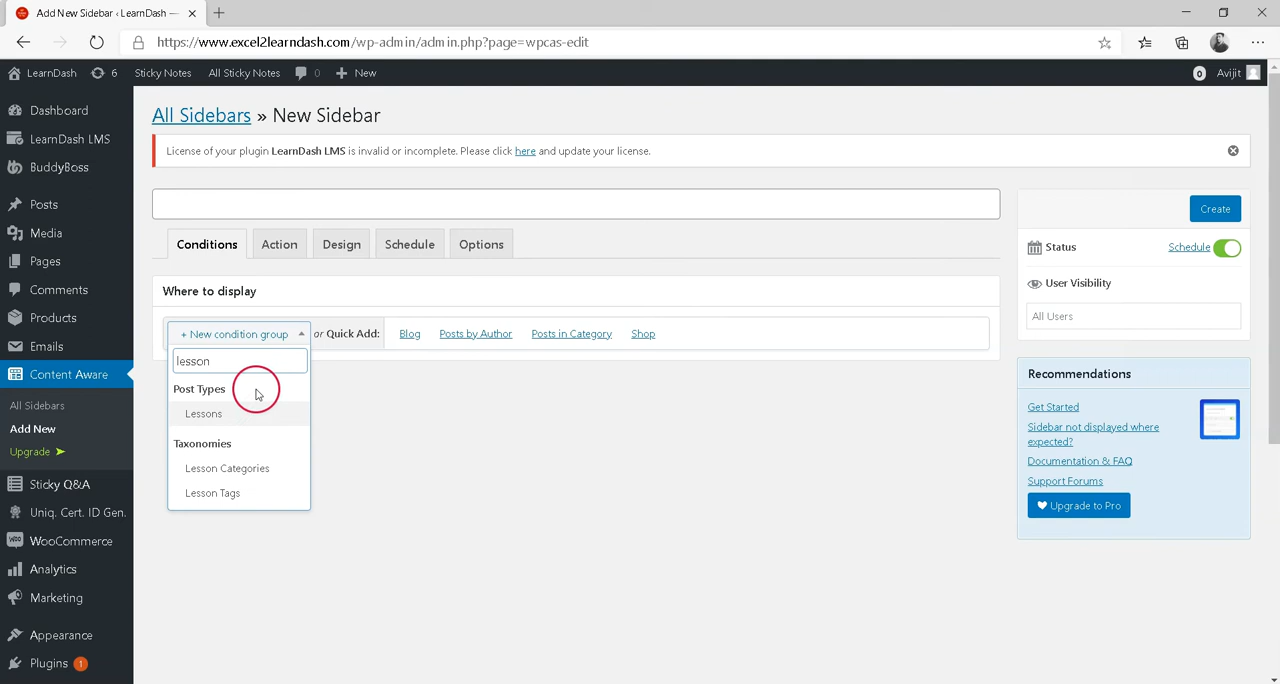 Add New Sidebar ‹ LearnDash —
https://www.excel2learndash.com/wp-admin/admin.php?page=wpcas-edit
LearnDash 6 Sticky Notes All Sticky Notes 0 New 0 Avijit
Dashboard
LearnDash LMS
BuddyBoss
Posts
Media
Pages
Comments
Products
Emails
Content Aware
All Sidebars
Add New
Upgrade ➤
Sticky Q&A
Uniq. Cert. ID Gen.
WooCommerce
Analytics
Marketing
Appearance
Plugins 1
All Sidebars » New Sidebar
License of your plugin LearnDash LMS is invalid or incomplete. Please click here and update your license.
Conditions Action Design Schedule Options
Where to display
+ New condition group or Quick Add: Blog Posts by Author Posts in Category Shop
lesson
Post Types
Lessons
Taxonomies
Lesson Categories
Lesson Tags
Create
Status Schedule
User Visibility
All Users
Recommendations
Get Started
Sidebar not displayed where
expected?
Documentation & FAQ
Support Forums
Upgrade to Pro